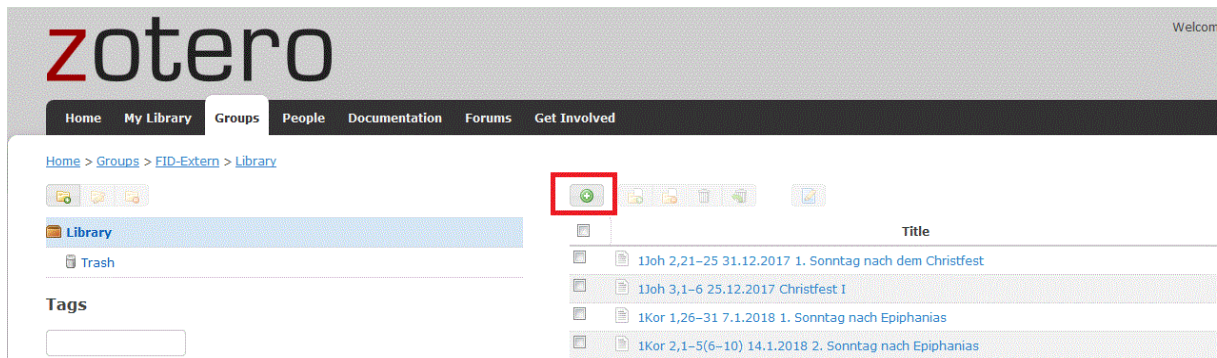 Welcom
zotero
Home My Library Groups People Documentation Forums Get Involved
Home > Groups > FID-Extern > Library
Library
Title
Trash
1Joh 2,21–25 31.12.2017 1. Sonntag nach dem Christfest
1Joh 3,1–6 25.12.2017 Christfest I
Tags
1Kor 1,26–31 7.1.2018 1. Sonntag nach Epiphanias
1Kor 2,1–5(6–10) 14.1.2018 2. Sonntag nach Epiphanias